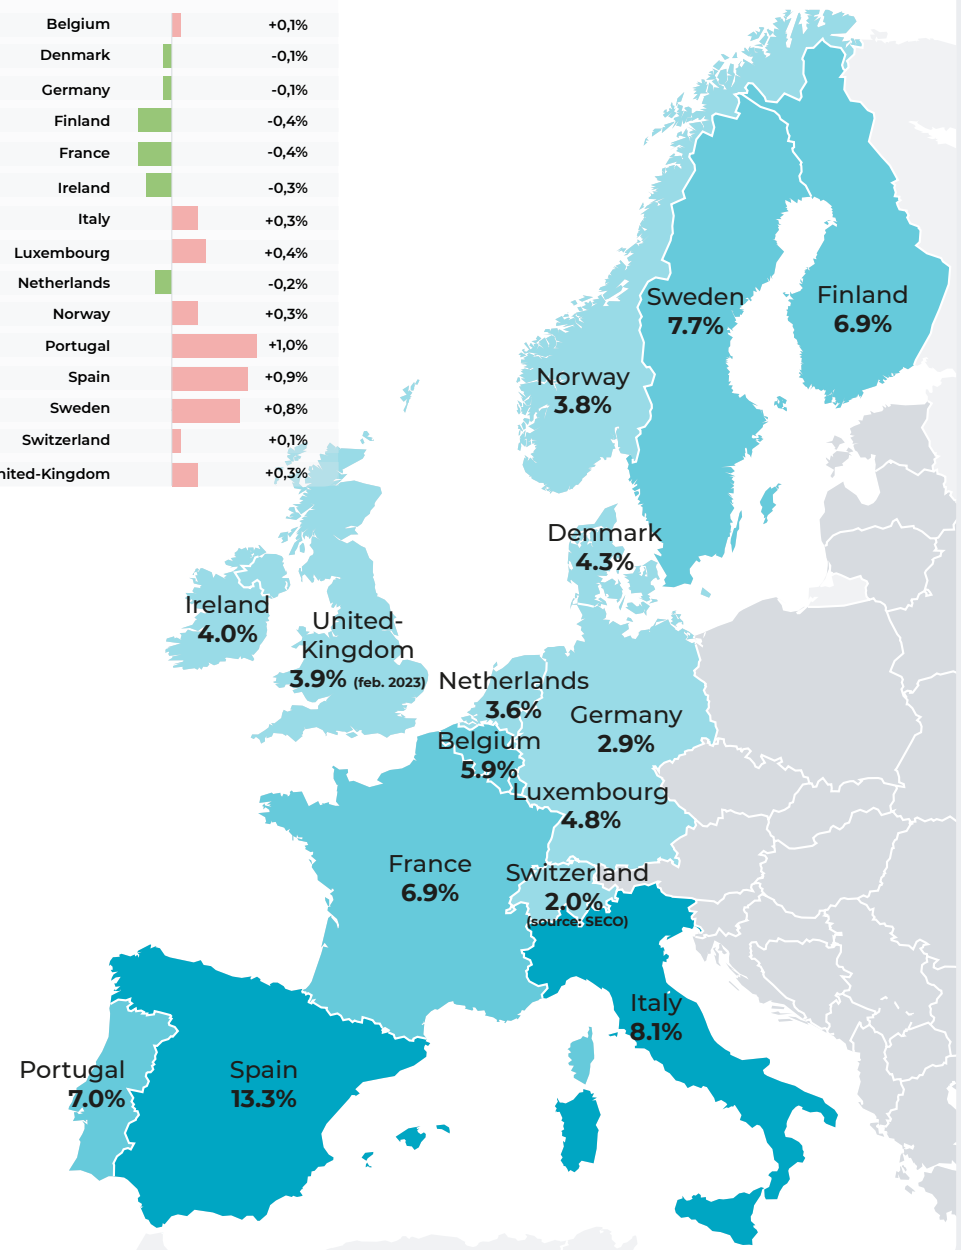 Belgium +0,1%
Denmark -0,1%
Germany -0,1%
Finland -0,4%
France -0,4%
Ireland -0,3%
Italy +0,3%
Luxembourg +0,4%
Netherlands -0,2%
Norway +0,3%
Portugal +1,0%
Spain +0,9%
Sweden +0,8%
Switzerland +0,1%
nited-Kingdom +0,3%
Sweden
7.7%
Finland
6.9%
Norway
3.8%
Denmark
4.3%
Ireland
4.0%
United-
Kingdom
3.9% (feb. 2023)
Netherlands
3.6%
Germany
2.9%
Belgium
5.9%
Luxembourg
4.8%
France
6.9%
Switzerland
2.0%
(source: SECO)
Italy
8.1%
Portugal
7.0%
Spain
13.3%